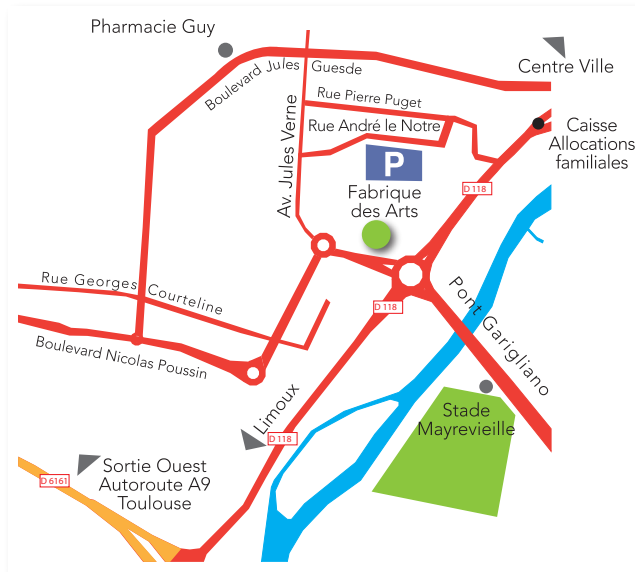 Pharmacie Guy
Centre Ville
Boulevard Jules Guesde
Rue Pierre Puget
Rue André le Notre
Caisse
Allocations
familiales
Av. Jules Verne
P
D 118
Fabrique
des Arts
Rue Georges Courteline
D 118
Pont Garigliano
Boulevard Nicolas Poussin
Limoux
D 118
Stade
Mayrevieille
Sortie Ouest
Autoroute A9
Toulouse
D 6161